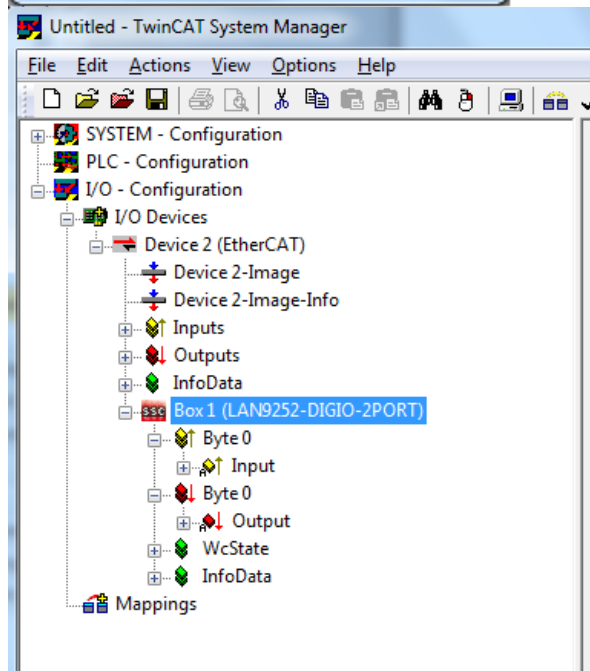 Untitled - TwinCAT System Manager
File Edit Actions View Options Help
SYSTEM - Configuration
PLC - Configuration
I/O - Configuration
I/O Devices
Device 2 (EtherCAT)
Device 2-Image
Device 2-Image-Info
Inputs
Outputs
InfoData
ssc Box 1 (LAN9252-DIGIO-2PORT)
Byte 0
Input
Byte 0
Output
WcState
InfoData
Mappings